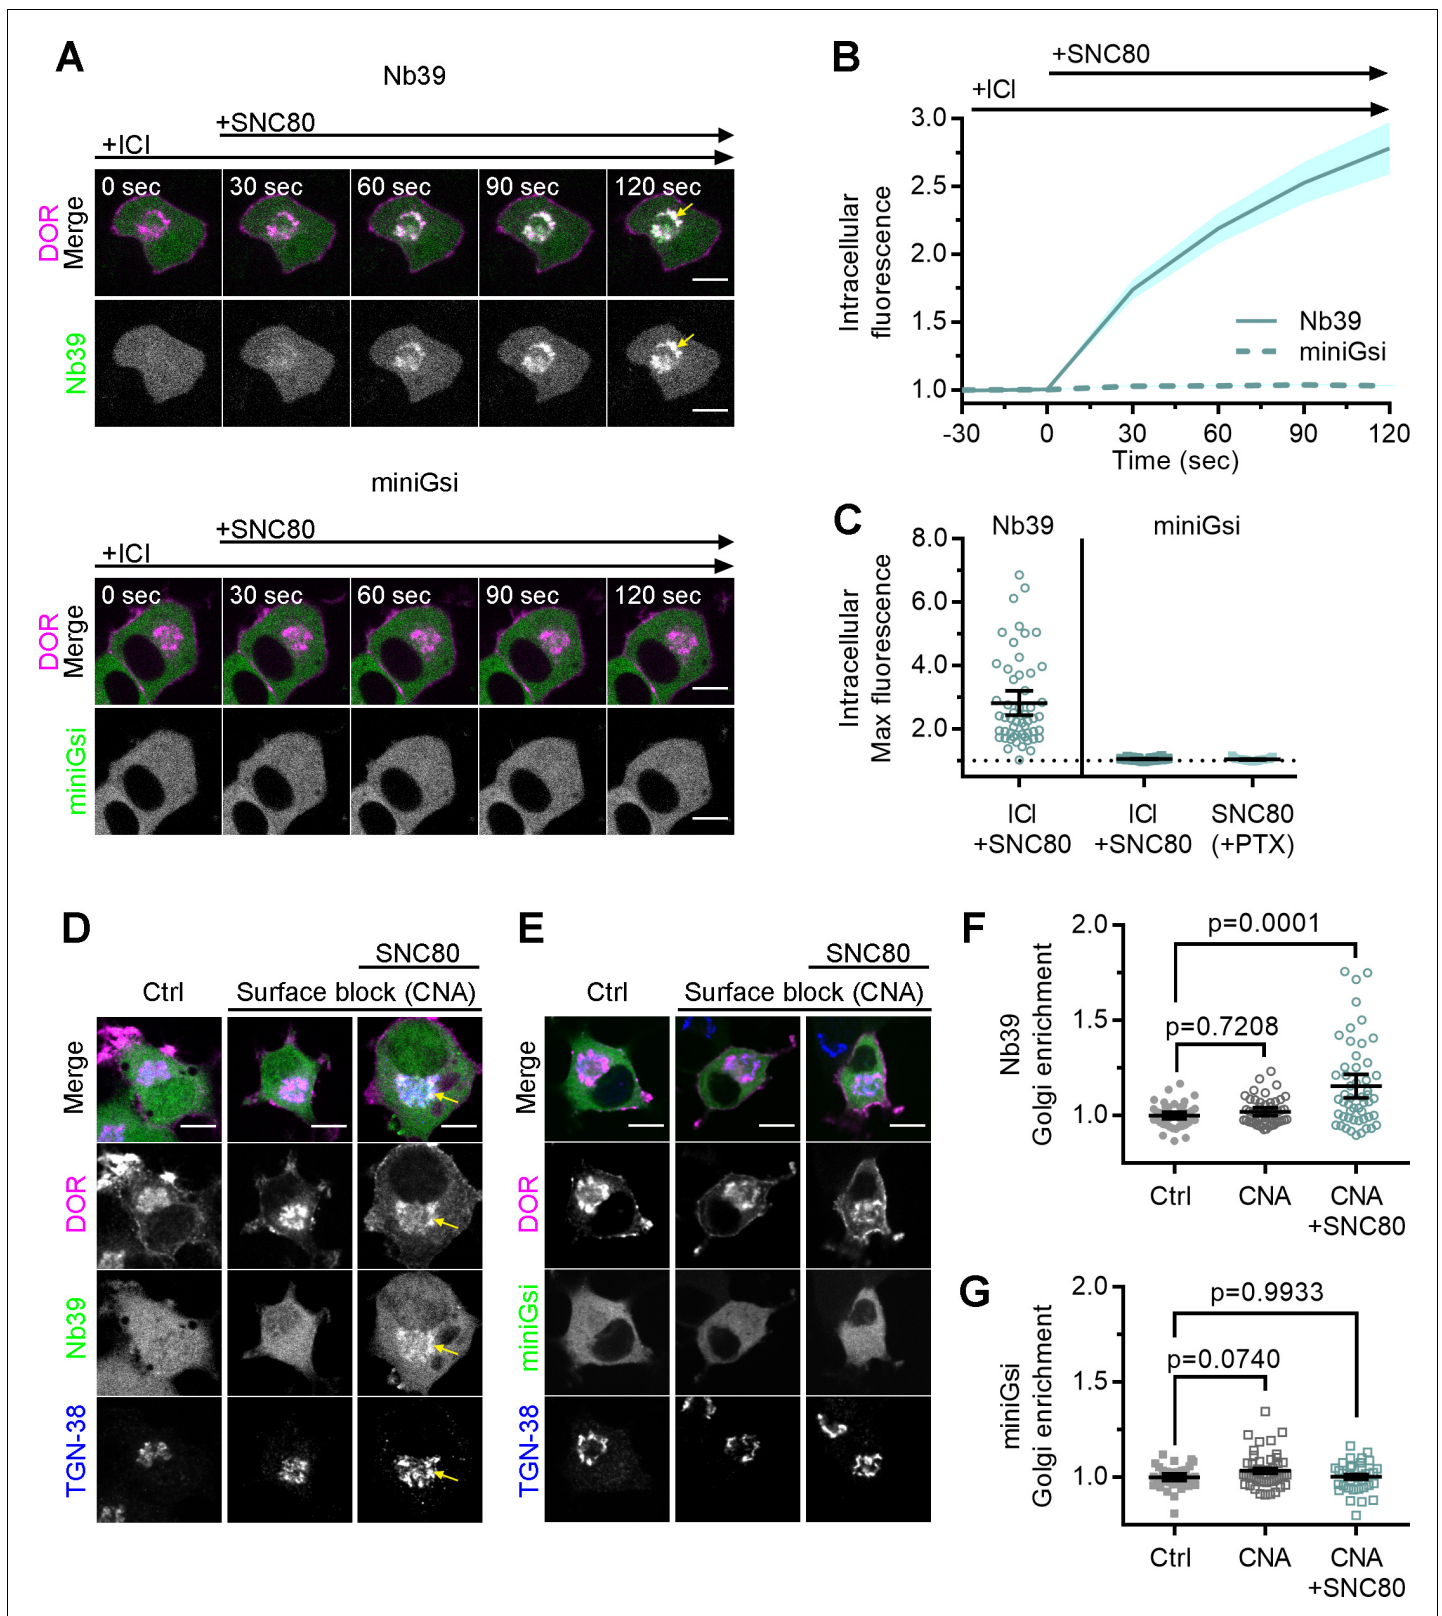 A
Nb39
+SNC80
+ICI
0 sec 30 sec 60 sec 90 sec 120 sec
DOR
Merge
Nb39
miniGsi
+SNC80
+ICI
0 sec 30 sec 60 sec 90 sec 120 sec
DOR
Merge
miniGsi
B
+SNC80
+ICI
Intracellular
fluorescence
3.0
2.5
2.0
1.5
1.0
Nb39
miniGsi
-30 0 30 60 90 120
Time (sec)
C
Nb39 miniGsi
Intracellular
Max fluorescence
8.0
6.0
4.0
2.0
ICI
+SNC80
ICI
+SNC80
SNC80
(+PTX)
D
SNC80
Ctrl Surface block (CNA)
Merge
DOR
Nb39
TGN-38
E
SNC80
Ctrl Surface block (CNA)
Merge
DOR
miniGsi
TGN-38
F
Nb39
Golgi enrichment
2.0
1.5
1.0
p=0.0001
p=0.7208
Ctrl CNA CNA
+SNC80
G
miniGsi
Golgi enrichment
2.0
1.5
1.0
p=0.9933
p=0.0740
Ctrl CNA CNA
+SNC80